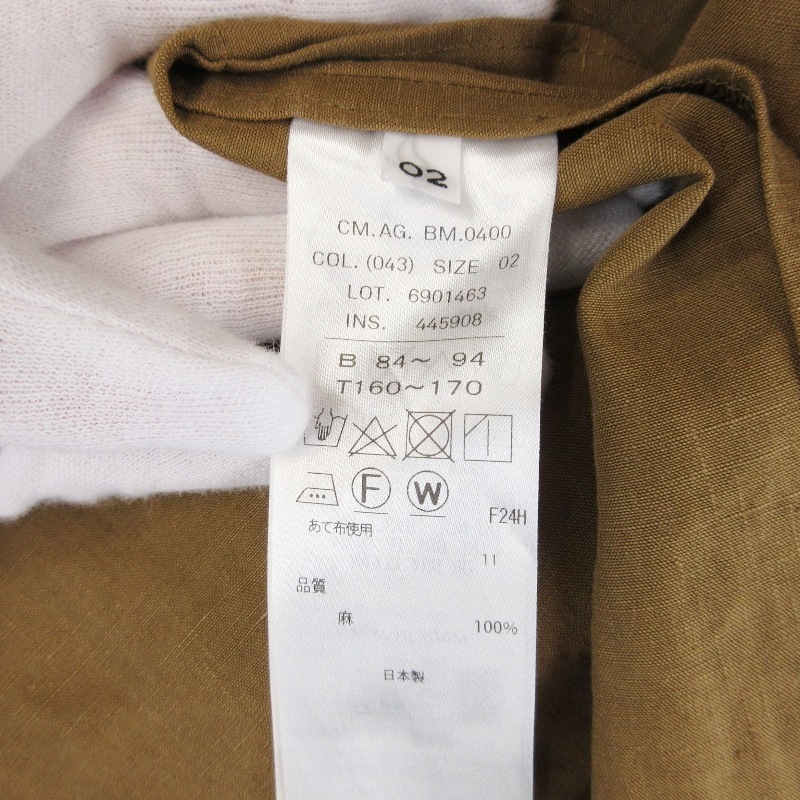 02
CM.AG. BM.0400
COL.(043) SIZE 02
LOT. 6901463
INS. 445908
B 84〜 94
T160〜170
F W
F24H
あて布使用
11
品質
麻 100%
日本製